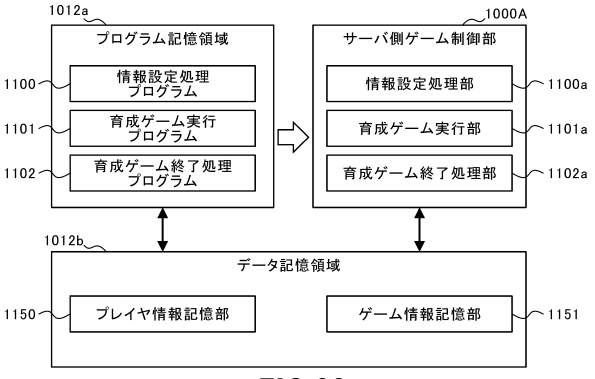 1012a
プログラム記憶領域
1100
情報設定処理
プログラム
1101
育成ゲーム実行
プログラム
1102
育成ゲーム終了処理
プログラム
1000A
サーバ側ゲーム制御部
情報設定処理部
1100a
育成ゲーム実行部
1101a
育成ゲーム終了処理部
1102a
1012b
データ記憶領域
1150
プレイヤ情報記憶部
ゲーム情報記憶部
1151